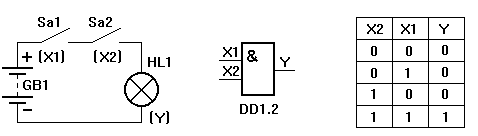 Sa1 Sa2
+ (X1) (X2) HL1
GB1
(Y)
X1 & Y
X2
DD1.2
X2 X1 Y
0 0 0
0 1 0
1 0 0
1 1 1